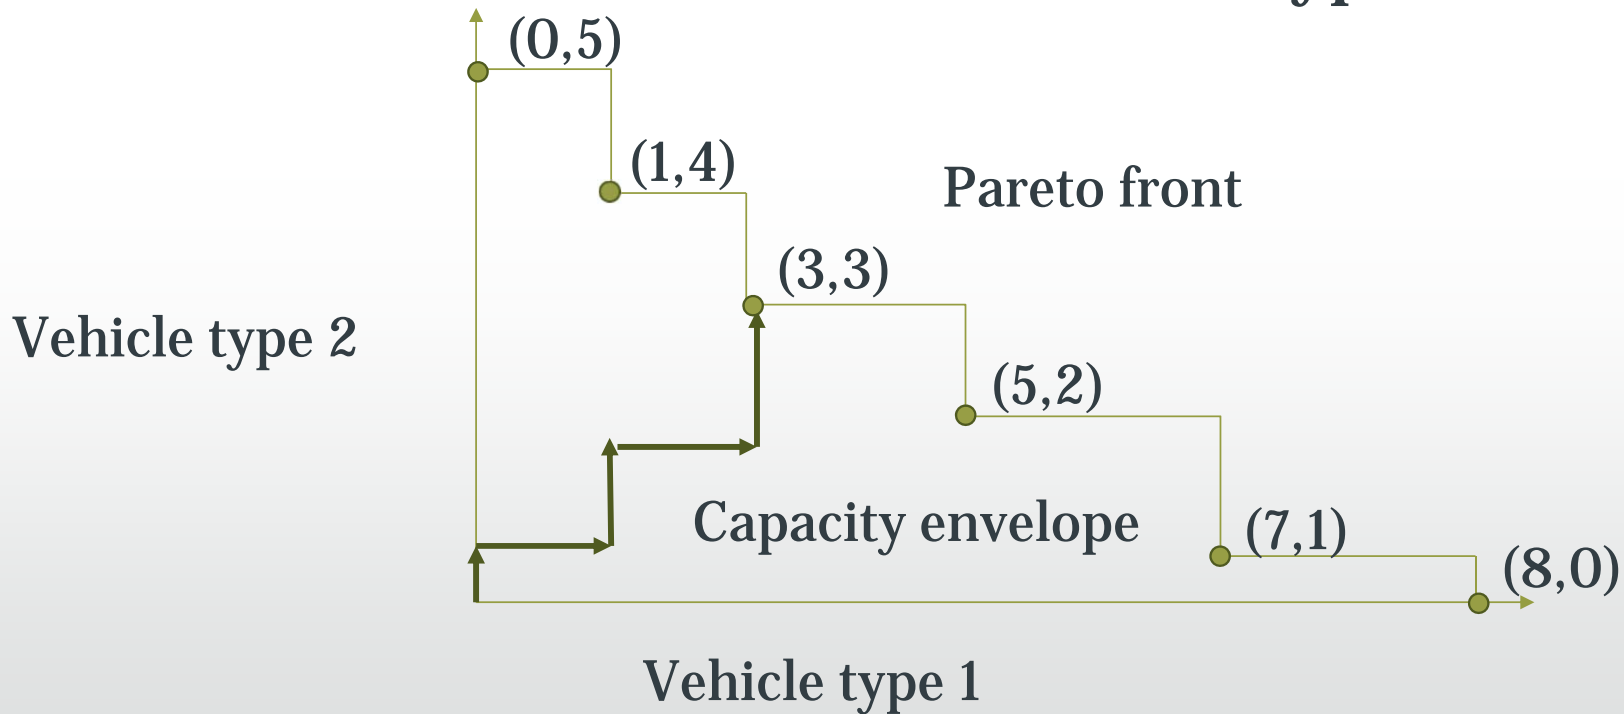 (0,5)
(1,4)
Pareto front
(3,3)
Vehicle type 2
(5,2)
Capacity envelope
(7,1)
(8,0)
Vehicle type 1